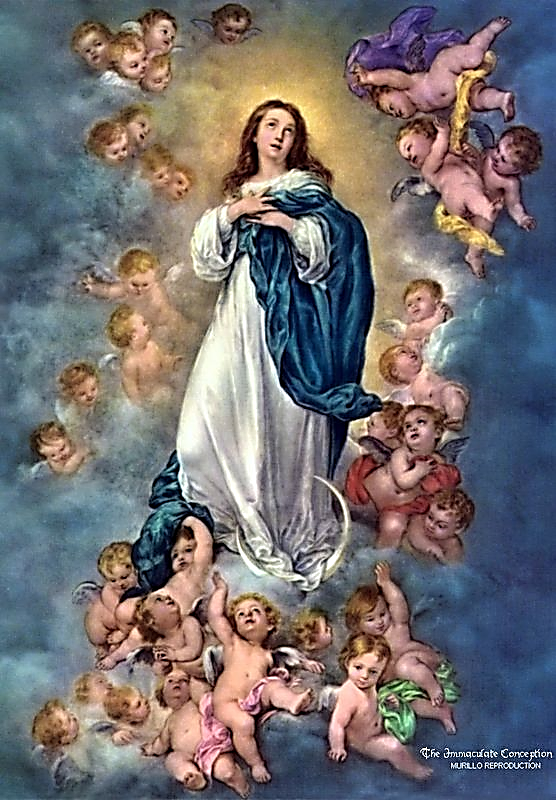 The Immaculate Conception
MURILLO REPRODUCTION